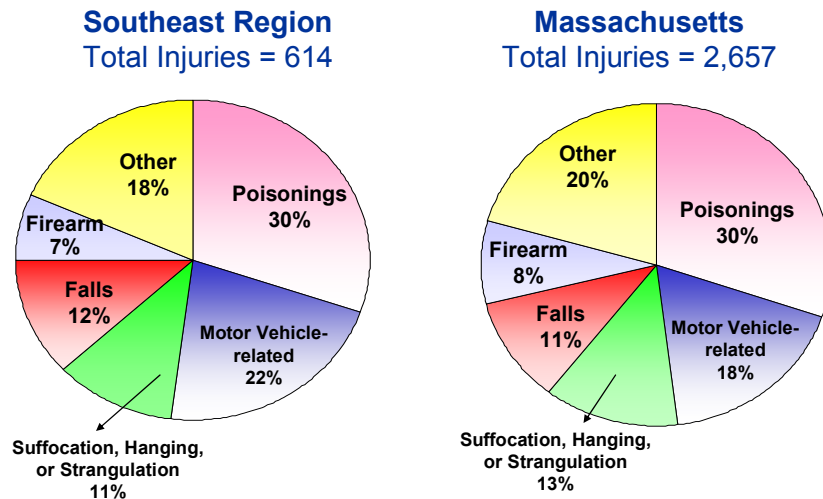 Southeast Region
Total Injuries = 614
Other
18%
Poisonings
30%
Firearm
7%
Falls
12%
Motor Vehicle-
related
22%
Suffocation, Hanging,
or Strangulation
11%
Massachusetts
Total Injuries = 2,657
Other
20%
Poisonings
30%
Firearm
8%
Falls
11%
Motor Vehicle-
related
18%
Suffocation, Hanging,
or Strangulation
13%